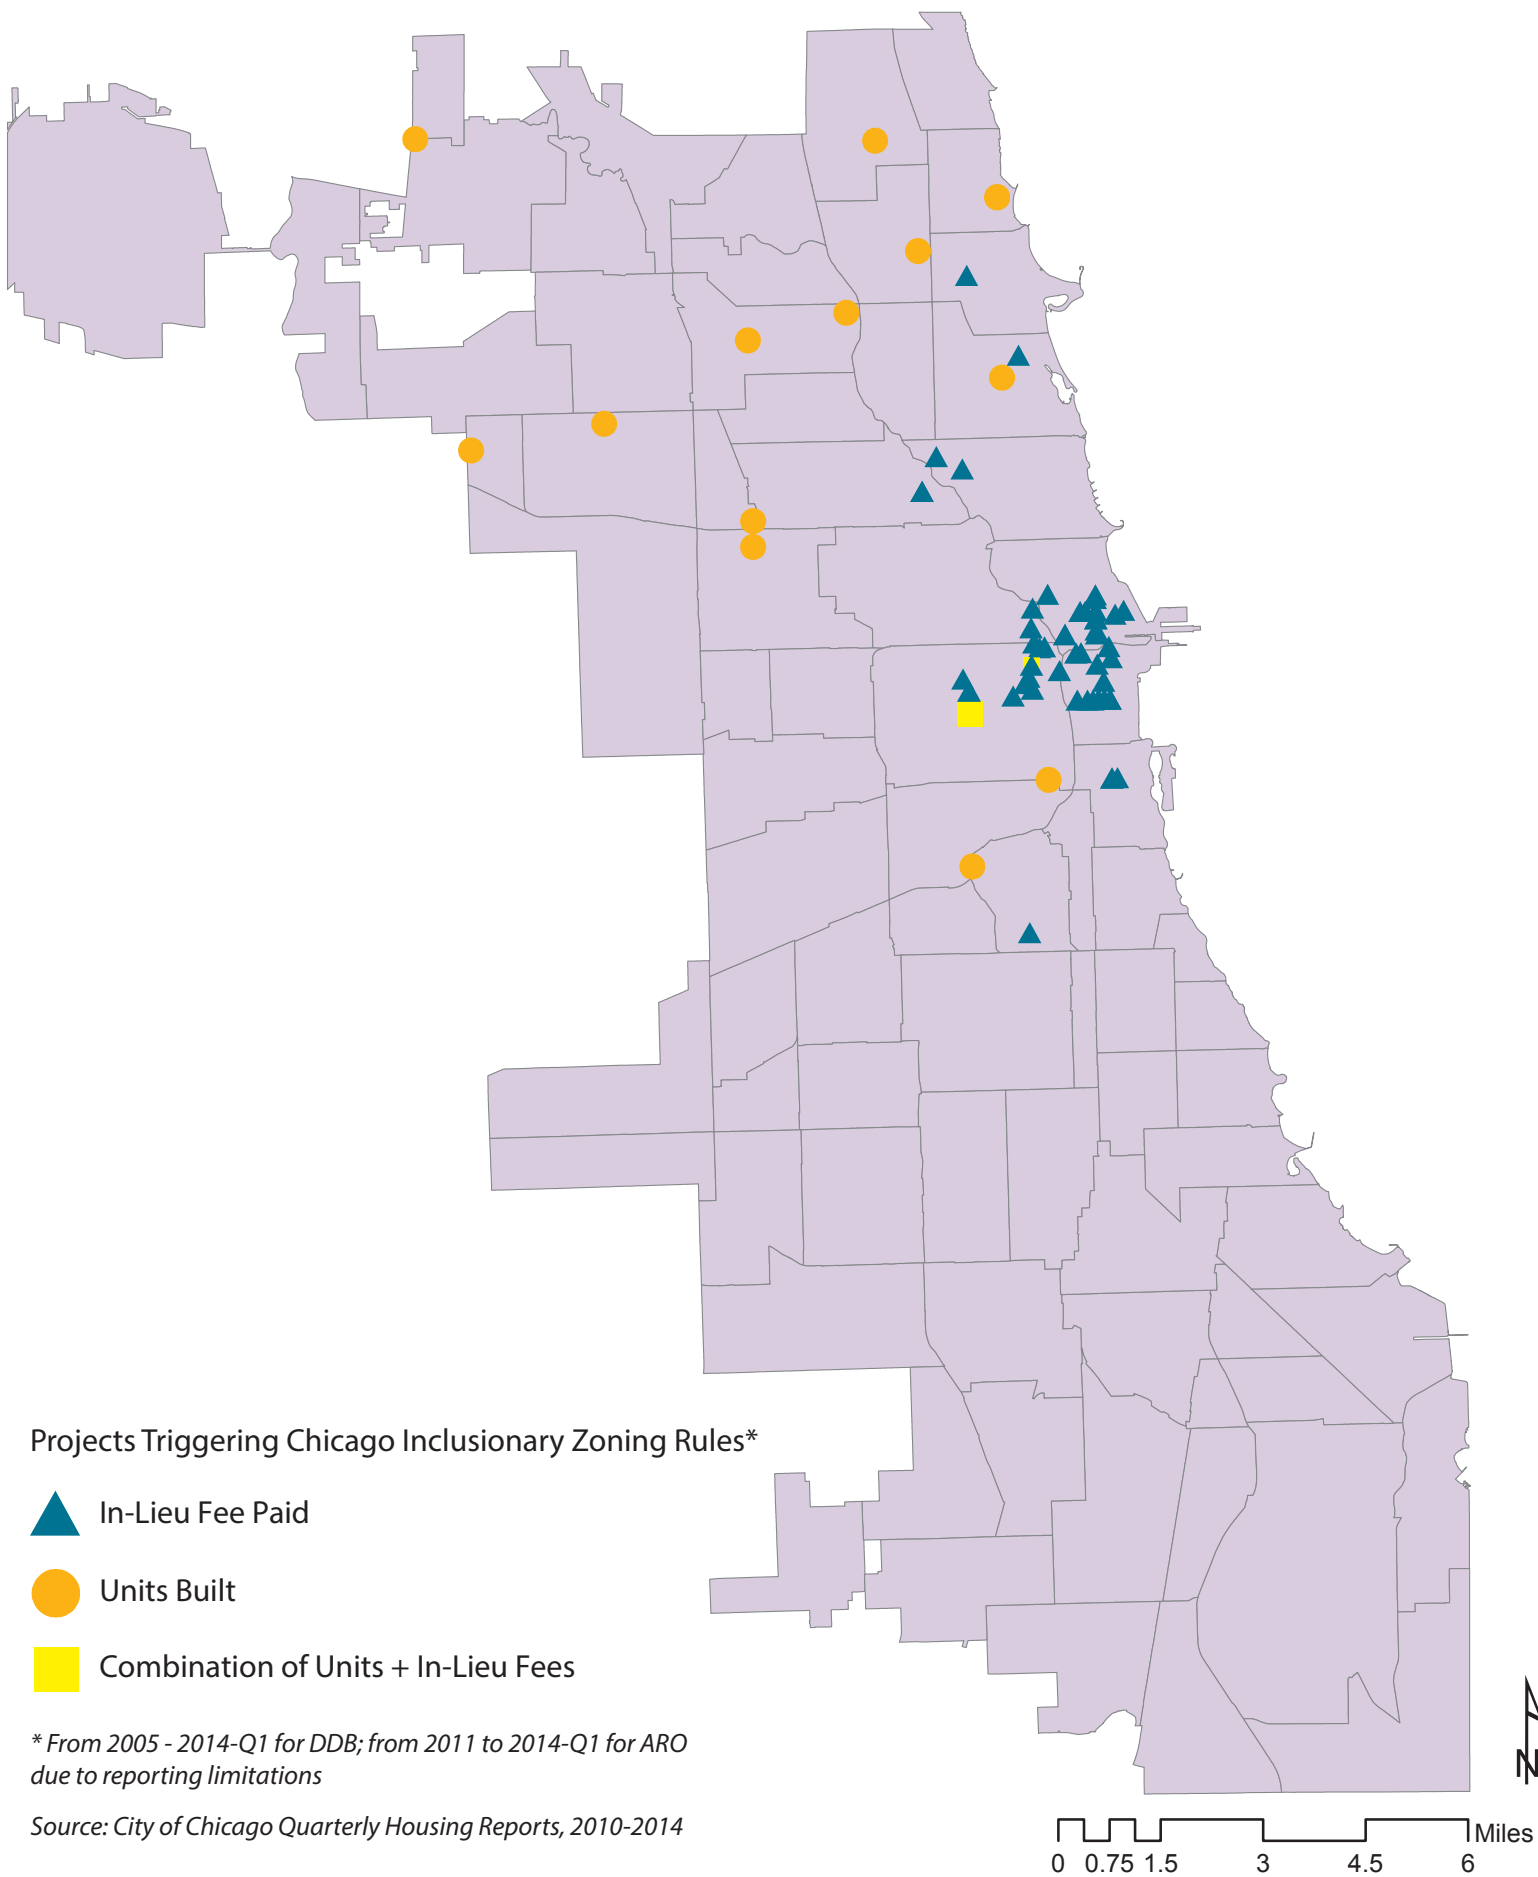 Projects Triggering Chicago Inclusionary Zoning Rules*
In-Lieu Fee Paid
Units Built
Combination of Units + In-Lieu Fees
* From 2005 - 2014-Q1 for DDB; from 2011 to 2014-Q1 for ARO
due to reporting limitations
Source: City of Chicago Quarterly Housing Reports, 2010-2014
N
Miles
0 0.75 1.5 3 4.5 6